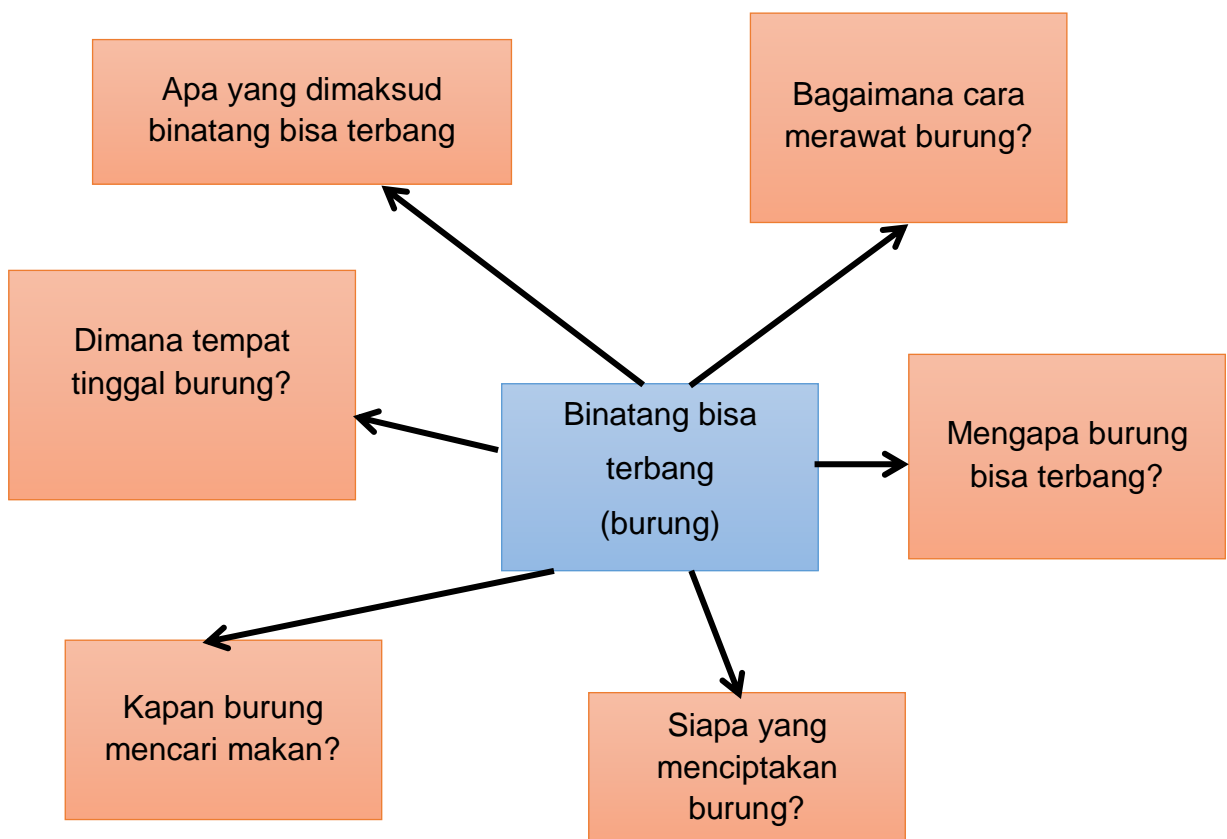 Apa yang dimaksud
binatang bisa terbang
Bagaimana cara
merawat burung?
Dimana tempat
tinggal burung?
Binatang bisa
terbang
(burung)
Mengapa burung
bisa terbang?
Kapan burung
mencari makan?
Siapa yang
menciptakan
burung?